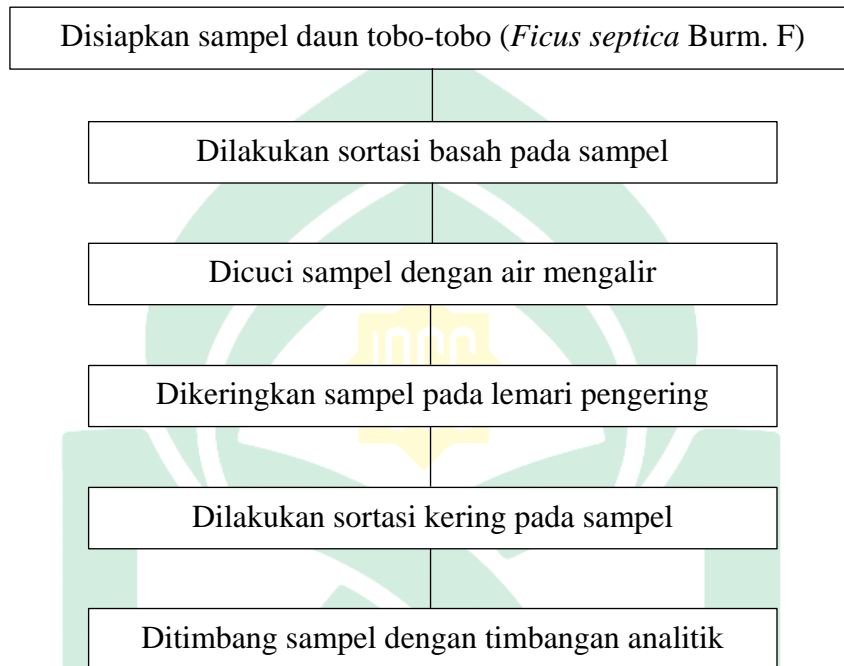 Disiapkan sampel daun tobo-tobo (Ficus septica Burm. F)
Dilakukan sortasi basah pada sampel
Dicuci sampel dengan air mengalir
Dikeringkan sampel pada lemari pengering
Dilakukan sortasi kering pada sampel
Ditimbang sampel dengan timbangan analitik